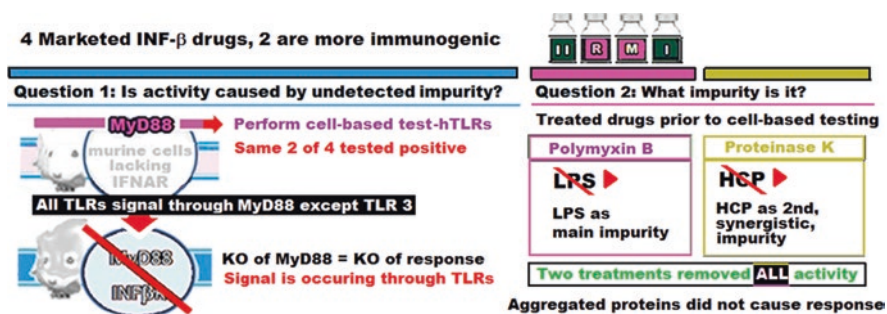 4 Marketed INF-β drugs, 2 are more immunogenic
Question 1: Is activity caused by undetected impurity?
MyD88
murine cells
lacking
IFNAR
Perform cell-based test-hTLRs
Same 2 of 4 tested positive
All TLRs signal through MyD88 except TLR 3
MyD88
INFβR
KO of MyD88 = KO of response
Signal is occuring through TLRs
II R M I
Question 2: What impurity is it?
Treated drugs prior to cell-based testing
Polymyxin B
LPS
LPS as
main impurity
Proteinase K
HCP
HCP as 2nd,
synergistic,
impurity
Two treatments removed ALL activity
Aggregated proteins did not cause response